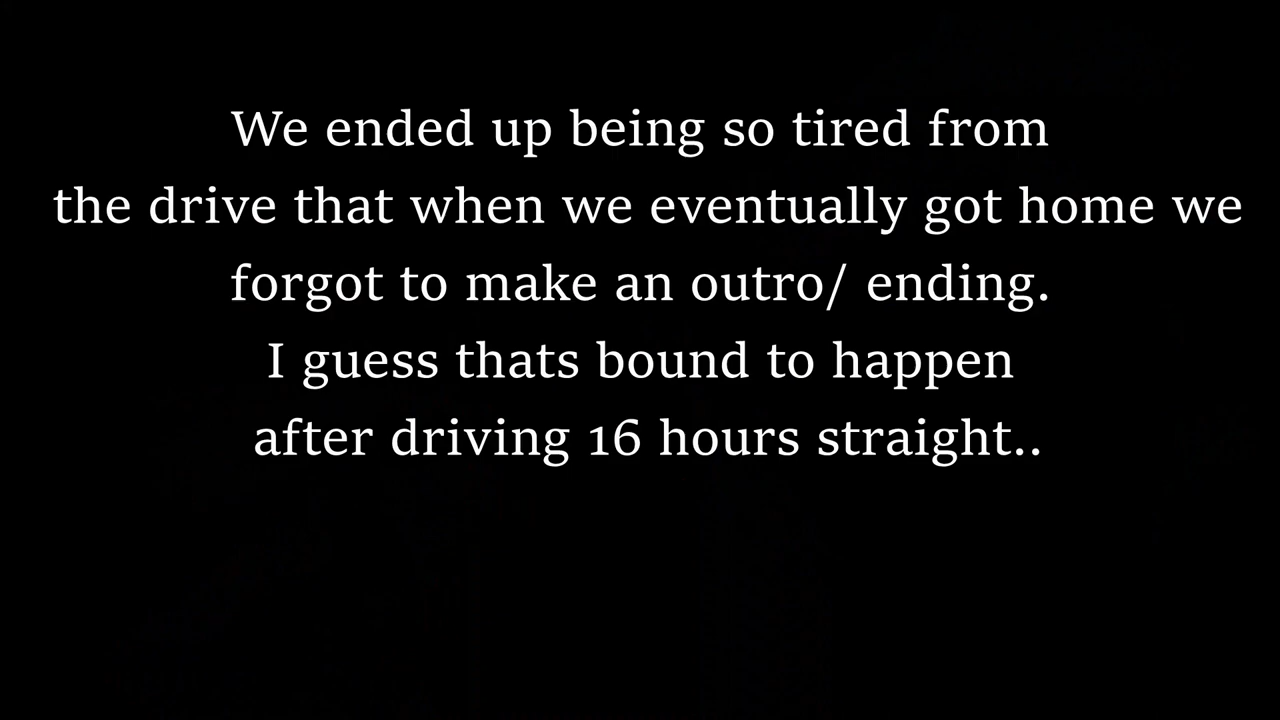 We ended up being so tired from
the drive that when we eventually got home we
forgot to make an outro/ ending.
I guess thats bound to happen
after driving 16 hours straight..